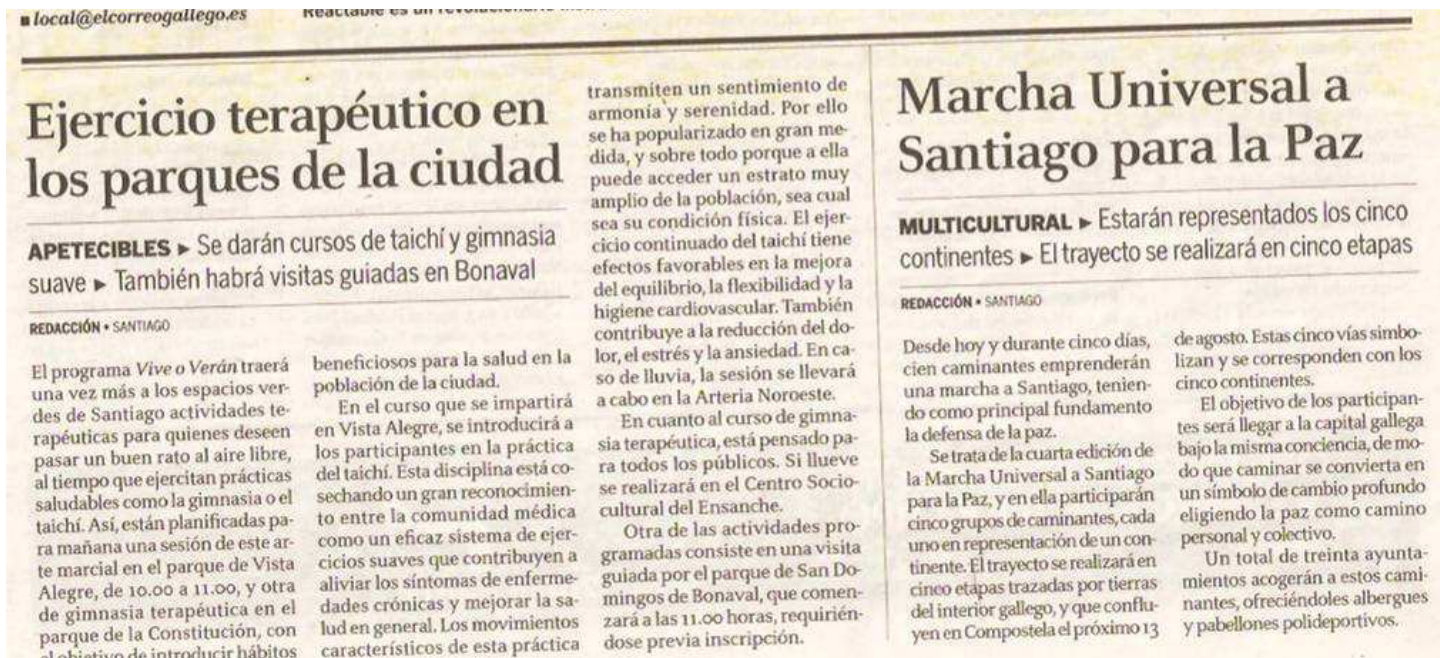 local@elcorreogallego.es
Reactable es un revolucionario
Ejercicio terapéutico en
los parques de la ciudad
APETECIBLES ▸ Se darán cursos de taichí y gimnasia
suave ▸ También habrá visitas guiadas en Bonaval
REDACCIÓN • SANTIAGO
El programa Vive o Verán traerá
una vez más a los espacios ver-
des de Santiago actividades te-
rapéuticas para quienes deseen
pasar un buen rato al aire libre,
al tiempo que ejercitan prácticas
saludables como la gimnasia o el
taichí. Así, están planificadas pa-
ra mañana una sesión de este ar-
te marcial en el parque de Vista
Alegre, de 10.00 a 11.00, y otra
de gimnasia terapéutica en el
parque de la Constitución, con
el objetivo de introducir hábitos
beneficiosos para la salud en la
población de la ciudad.
En el curso que se impartirá
en Vista Alegre, se introducirá a
los participantes en la práctica
del taichí. Esta disciplina está co-
sechando un gran reconocimien-
to entre la comunidad médica
como un eficaz sistema de ejer-
cicios suaves que contribuyen a
aliviar los síntomas de enferme-
dades crónicas y mejorar la sa-
lud en general. Los movimientos
característicos de esta práctica
transmiten un sentimiento de
armonía y serenidad. Por ello
se ha popularizado en gran me-
dida, y sobre todo porque a ella
puede acceder un estrato muy
amplio de la población, sea cual
sea su condición física. El ejer-
cicio continuado del taichí tiene
efectos favorables en la mejora
del equilibrio, la flexibilidad y la
higiene cardiovascular. También
contribuye a la reducción del do-
lor, el estrés y la ansiedad. En ca-
so de lluvia, la sesión se llevará
a cabo en la Arteria Noroeste.
En cuanto al curso de gimna-
sia terapéutica, está pensado pa-
ra todos los públicos. Si llueve
se realizará en el Centro Socio-
cultural del Ensanche.
Otra de las actividades pro-
gramadas consiste en una visita
guiada por el parque de San Do-
mingos de Bonaval, que comen-
zará a las 11.00 horas, requirién-
dose previa inscripción.
Marcha Universal a
Santiago para la Paz
MULTICULTURAL ▸ Estarán representados los cinco
continentes ▸ El trayecto se realizará en cinco etapas
REDACCIÓN • SANTIAGO
Desde hoy y durante cinco días,
cien caminantes emprenderán
una marcha a Santiago, tenien-
do como principal fundamento
la defensa de la paz.
Se trata de la cuarta edición de
la Marcha Universal a Santiago
para la Paz, y en ella participarán
cinco grupos de caminantes, cada
uno en representación de un con-
tinente. El trayecto se realizará en
cinco etapas trazadas por tierras
del interior gallego, y que conflu-
yen en Compostela el próximo 13
de agosto. Estas cinco vías simbo-
lizan y se corresponden con los
cinco continentes.
El objetivo de los participan-
tes será llegar a la capital gallega
bajo la misma conciencia, de mo-
do que caminar se convierta en
un símbolo de cambio profundo
eligiendo la paz como camino
personal y colectivo.
Un total de treinta ayunta-
mientos acogerán a estos cami-
nantes, ofreciéndoles albergues
y pabellones polideportivos.